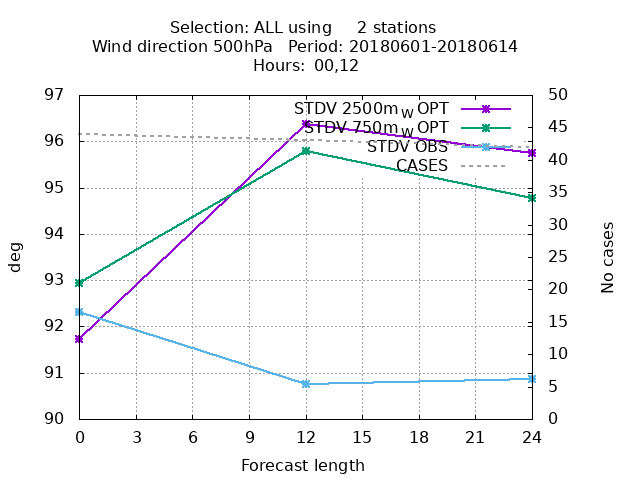 Selection: ALL using     2 stations
Wind direction 500hPa   Period: 20180601-20180614
Hours:  00,12
97 50
STDV 2500m W OPT
STDV 750m W OPT
STDV OBS
CASES
96 45
95 40
94 35
93 30
92 25
91 20
90 15
10
5
0
deg
No cases
0 3 6 9 12 15 18 21 24
Forecast length